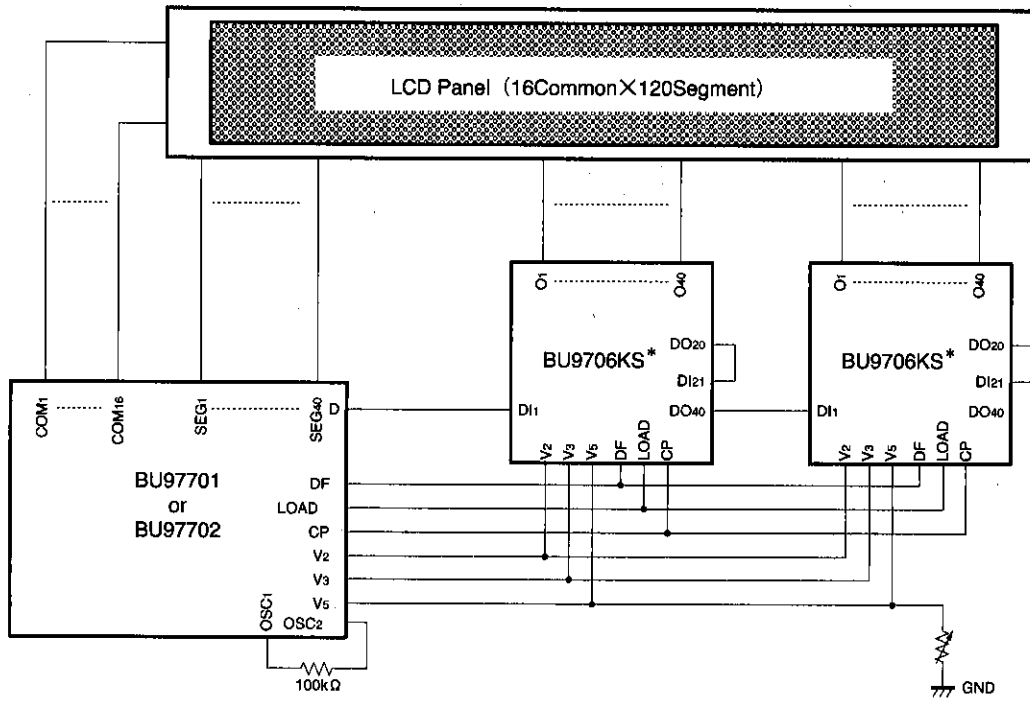 LCD Panel (16Common×120Segment)
O1 O40
DO20
BU9706KS*
DI21
DI1
DO40
V2 V3 V5 DF LOAD CP
O1 O40
DO20
BU9706KS*
DI21
DI1
DO40
V2 V3 V5 DF LOAD CP
COM1 COM16 SEG1 SEG40 D
BU97701
or
BU97702
DF
LOAD
CP
V2
V3
V5
OSC1
OSC2
100kΩ
GND